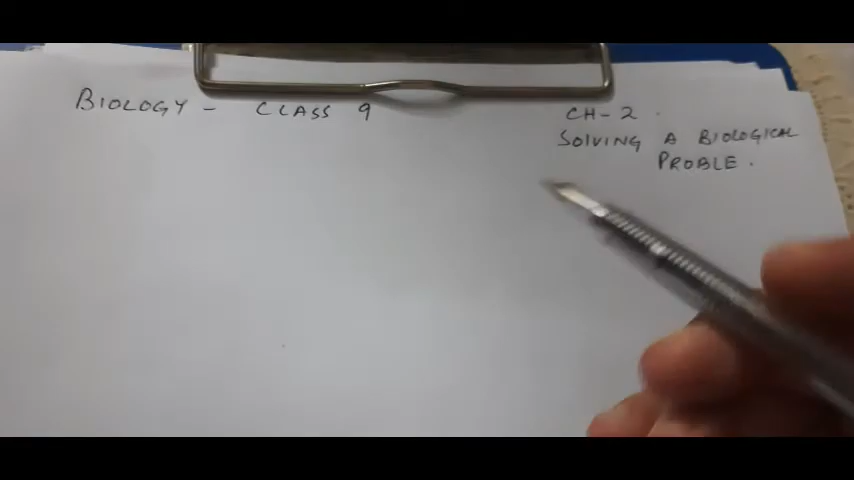 BIOLOGY - CLASS 9
CH-2
SOLVING A BIOLOGICAL
PROBLE.